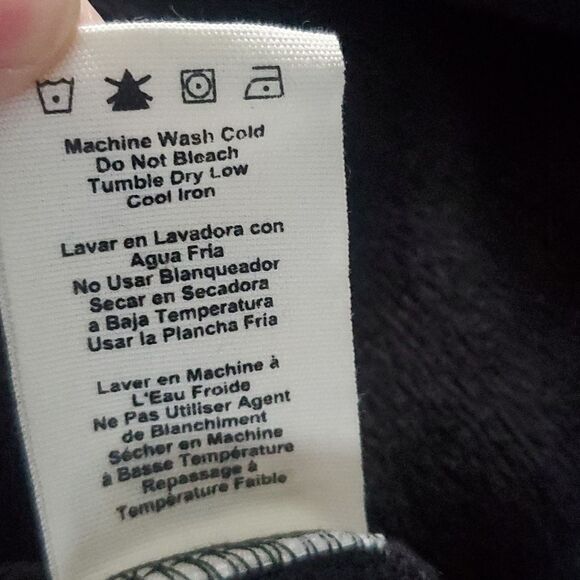 Machine Wash Cold
Do Not Bleach
Tumble Dry Low
Cool Iron
Lavar en Lavadora con
Agua Fria
No Usar Blanqueador
Secar en Secadora
a Baja Temperatura
Usar la Plancha Fria
Laver en Machine à
L'Eau Froide
Ne Pas Utiliser Agent
de Blanchiment
Sécher en Machine
à Basse Température
Repassage à
Température Faible